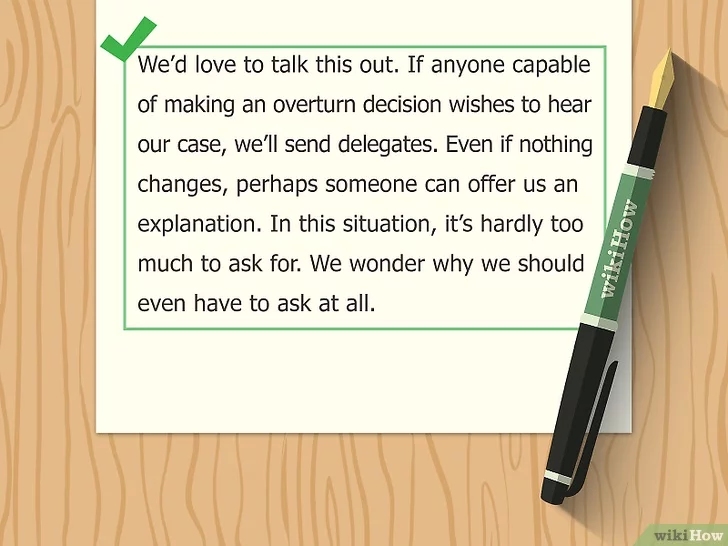 We'd love to talk this out. If anyone capable
of making an overturn decision wishes to hear
our case, we'll send delegates. Even if nothing
changes, perhaps someone can offer us an
explanation. In this situation, it's hardly too
much to ask for. We wonder why we should
even have to ask at all.
wikiHow
wikiHow